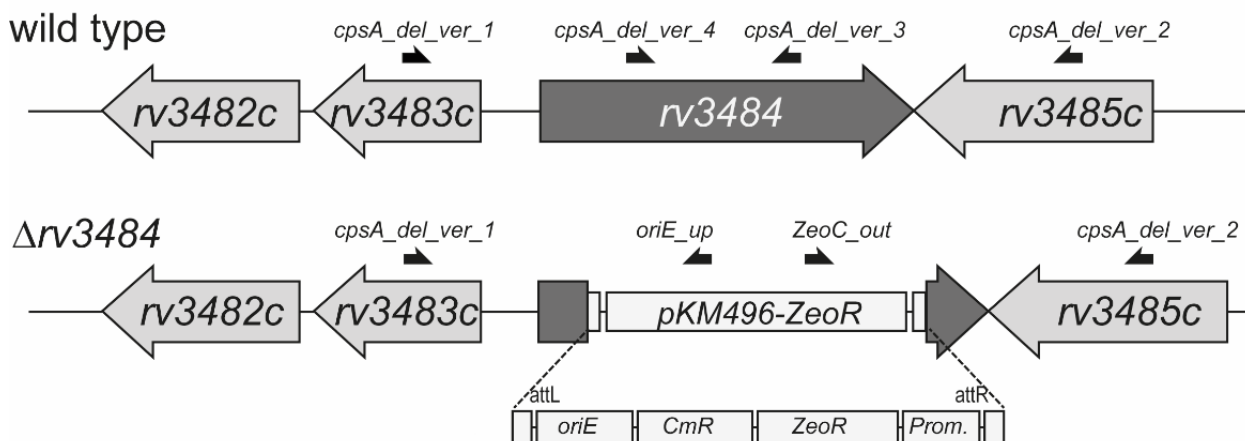 wild type
cpsA_del_ver_1 cpsA_del_ver_4 cpsA_del_ver_3 cpsA_del_ver_2
rv3482c rv3483c rv3484 rv3485c
Δrv3484
cpsA_del_ver_1 oriE_up ZeoC_out cpsA_del_ver_2
rv3482c rv3483c pKM496-ZeoR rv3485c
attL attR
oriE CmR ZeoR Prom.